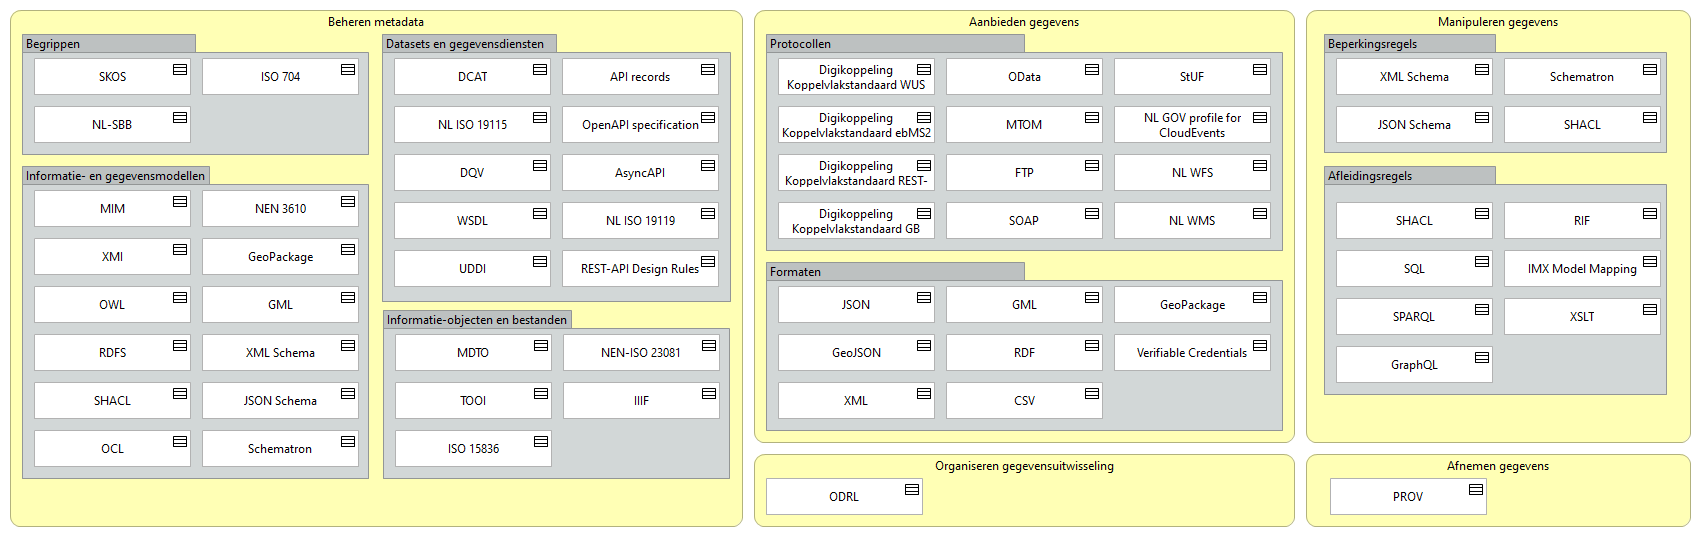 Beheren metadata
Begrippen
SKOS
ISO 704
NL-SBB
Informatie- en gegevensmodellen
MIM
NEN 3610
XMI
GeoPackage
OWL
GML
RDFS
XML Schema
SHACL
JSON Schema
OCL
Schematron
Datasets en gegevensdiensten
DCAT
API records
NL ISO 19115
OpenAPI specification
DQV
AsyncAPI
WSDL
NL ISO 19119
UDDI
REST-API Design Rules
Informatie-objecten en bestanden
MDTO
NEN-ISO 23081
TOOI
IIIF
ISO 15836
Aanbieden gegevens
Protocollen
Digikoppeling
Koppelvlakstandaard WUS
OData
StUF
Digikoppeling
Koppelvlakstandaard ebMS2
MTOM
NL GOV profile for
CloudEvents
Digikoppeling
Koppelvlakstandaard REST-
FTP
NL WFS
Digikoppeling
Koppelvlakstandaard GB
SOAP
NL WMS
Formaten
JSON
GML
GeoPackage
GeoJSON
RDF
Verifiable Credentials
XML
CSV
Organiseren gegevensuitwisseling
ODRL
Manipuleren gegevens
Beperkingsregels
XML Schema
Schematron
JSON Schema
SHACL
Afleidingsregels
SHACL
RIF
SQL
IMX Model Mapping
SPARQL
XSLT
GraphQL
Afnemen gegevens
PROV